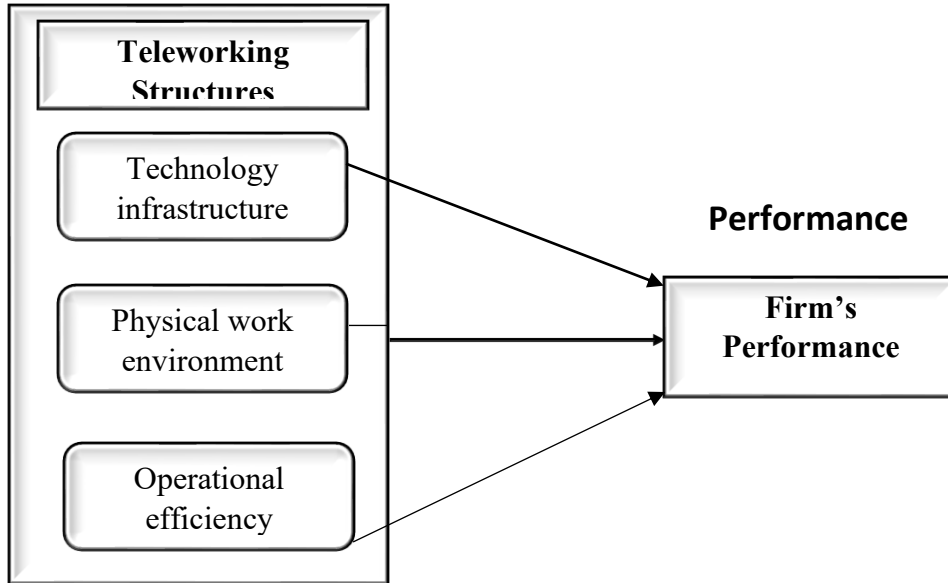 Teleworking
Structures
Technology
infrastructure
Physical work
environment
Operational
efficiency
Performance
Firm’s
Performance